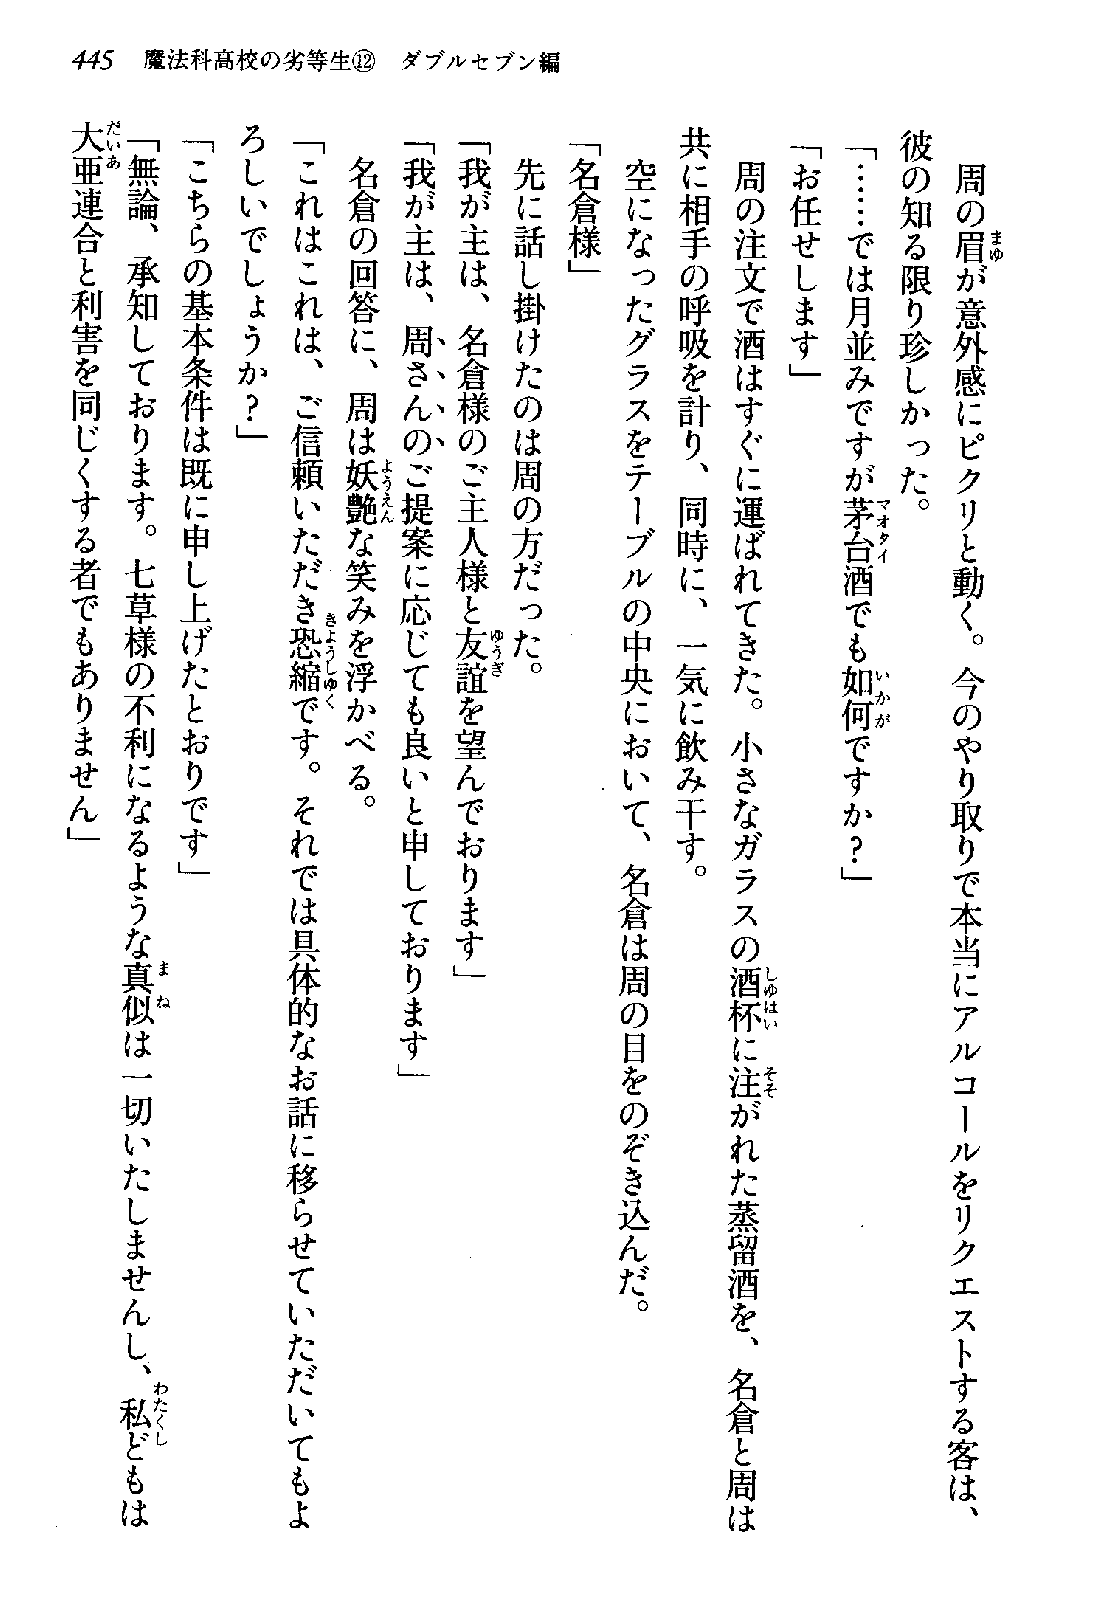 445　魔法科高校の劣等生⑫　ダブルセブン編
　周の眉が意外感にピクリと動く。今のやり取りで本当にアルコールをリクエストする客は、
彼の知る限り珍しかった。
「……では月並みですが茅台酒でも如何ですか？」
「お任せします」
　周の注文で酒はすぐに運ばれてきた。小さなガラスの酒杯に注がれた蒸留酒を、名倉と周は
共に相手の呼吸を計り、同時に、一気に飲み干す。
　空になったグラスをテーブルの中央において、名倉は周の目をのぞき込んだ。
「名倉様」
　先に話し掛けたのは周の方だった。
「我が主は、名倉様のご主人様と友誼を望んでおります」
「我が主は、周さんのご提案に応じても良いと申しております」
　名倉の回答に、周は妖艶な笑みを浮かべる。
「これはこれは、ご信頼いただき恐縮です。それでは具体的なお話に移らせていただいてもよ
ろしいでしょうか？」
「こちらの基本条件は既に申し上げたとおりです」
「無論、承知しております。七草様の不利になるような真似は一切いたしませんし、私どもは
大亜連合と利害を同じくする者でもありません」